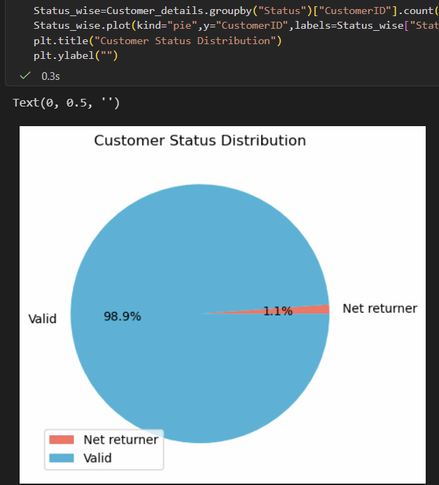 Status_wise=Customer_details.groupby("Status")["CustomerID"].count(
Status_wise.plot(kind="pie",y="CustomerID",labels=Status_wise["Stat
plt.title("Customer Status Distribution")
plt.ylabel("")
0.3s
Text(0, 0.5, '')
Customer Status Distribution
98.9%
1.1%
Net returner
Valid
Net returner
Valid